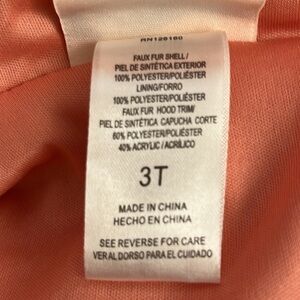 RN126160
FAUX FUR SHELL /
PIEL DE SINTÉTICA EXTERIOR
100% POLYESTER/POLIÉSTER
LINING/FORRO
100% POLYESTER/POLIÉSTER
FAUX FUR HOOD TRIM/
PIEL DE SINTÉTICA CAPUCHA CORTE
60% POLYESTER/POLIÉSTER
40% ACRYLIC / ACRÍLICO
3T
MADE IN CHINA
HECHO EN CHINA
SEE REVERSE FOR CARE
VER AL DORSO PARA EL CUIDADO